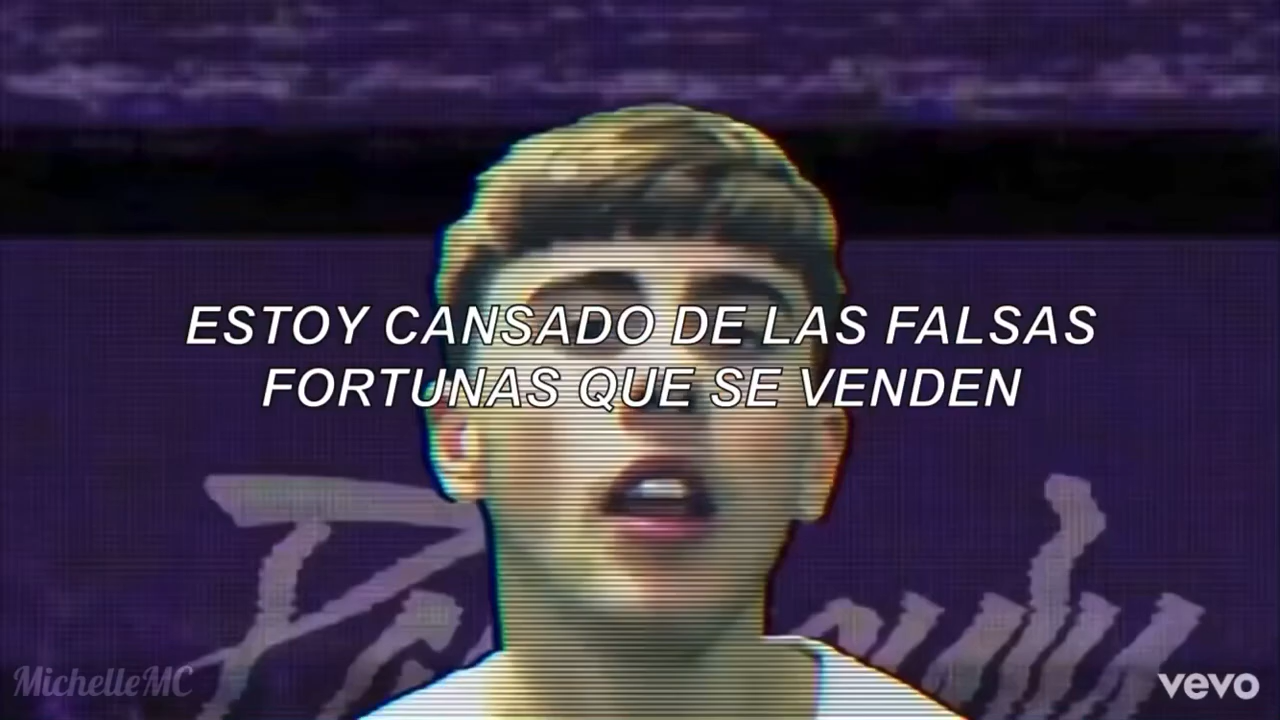 ESTOY CANSADO DE LAS FALSAS
FORTUNAS QUE SE VENDEN
MichelleMC
vevo